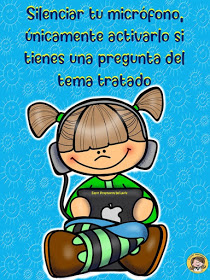 Silenciar tu micrófono,
únicamente activarlo si
tienes una pregunta del
tema tratado